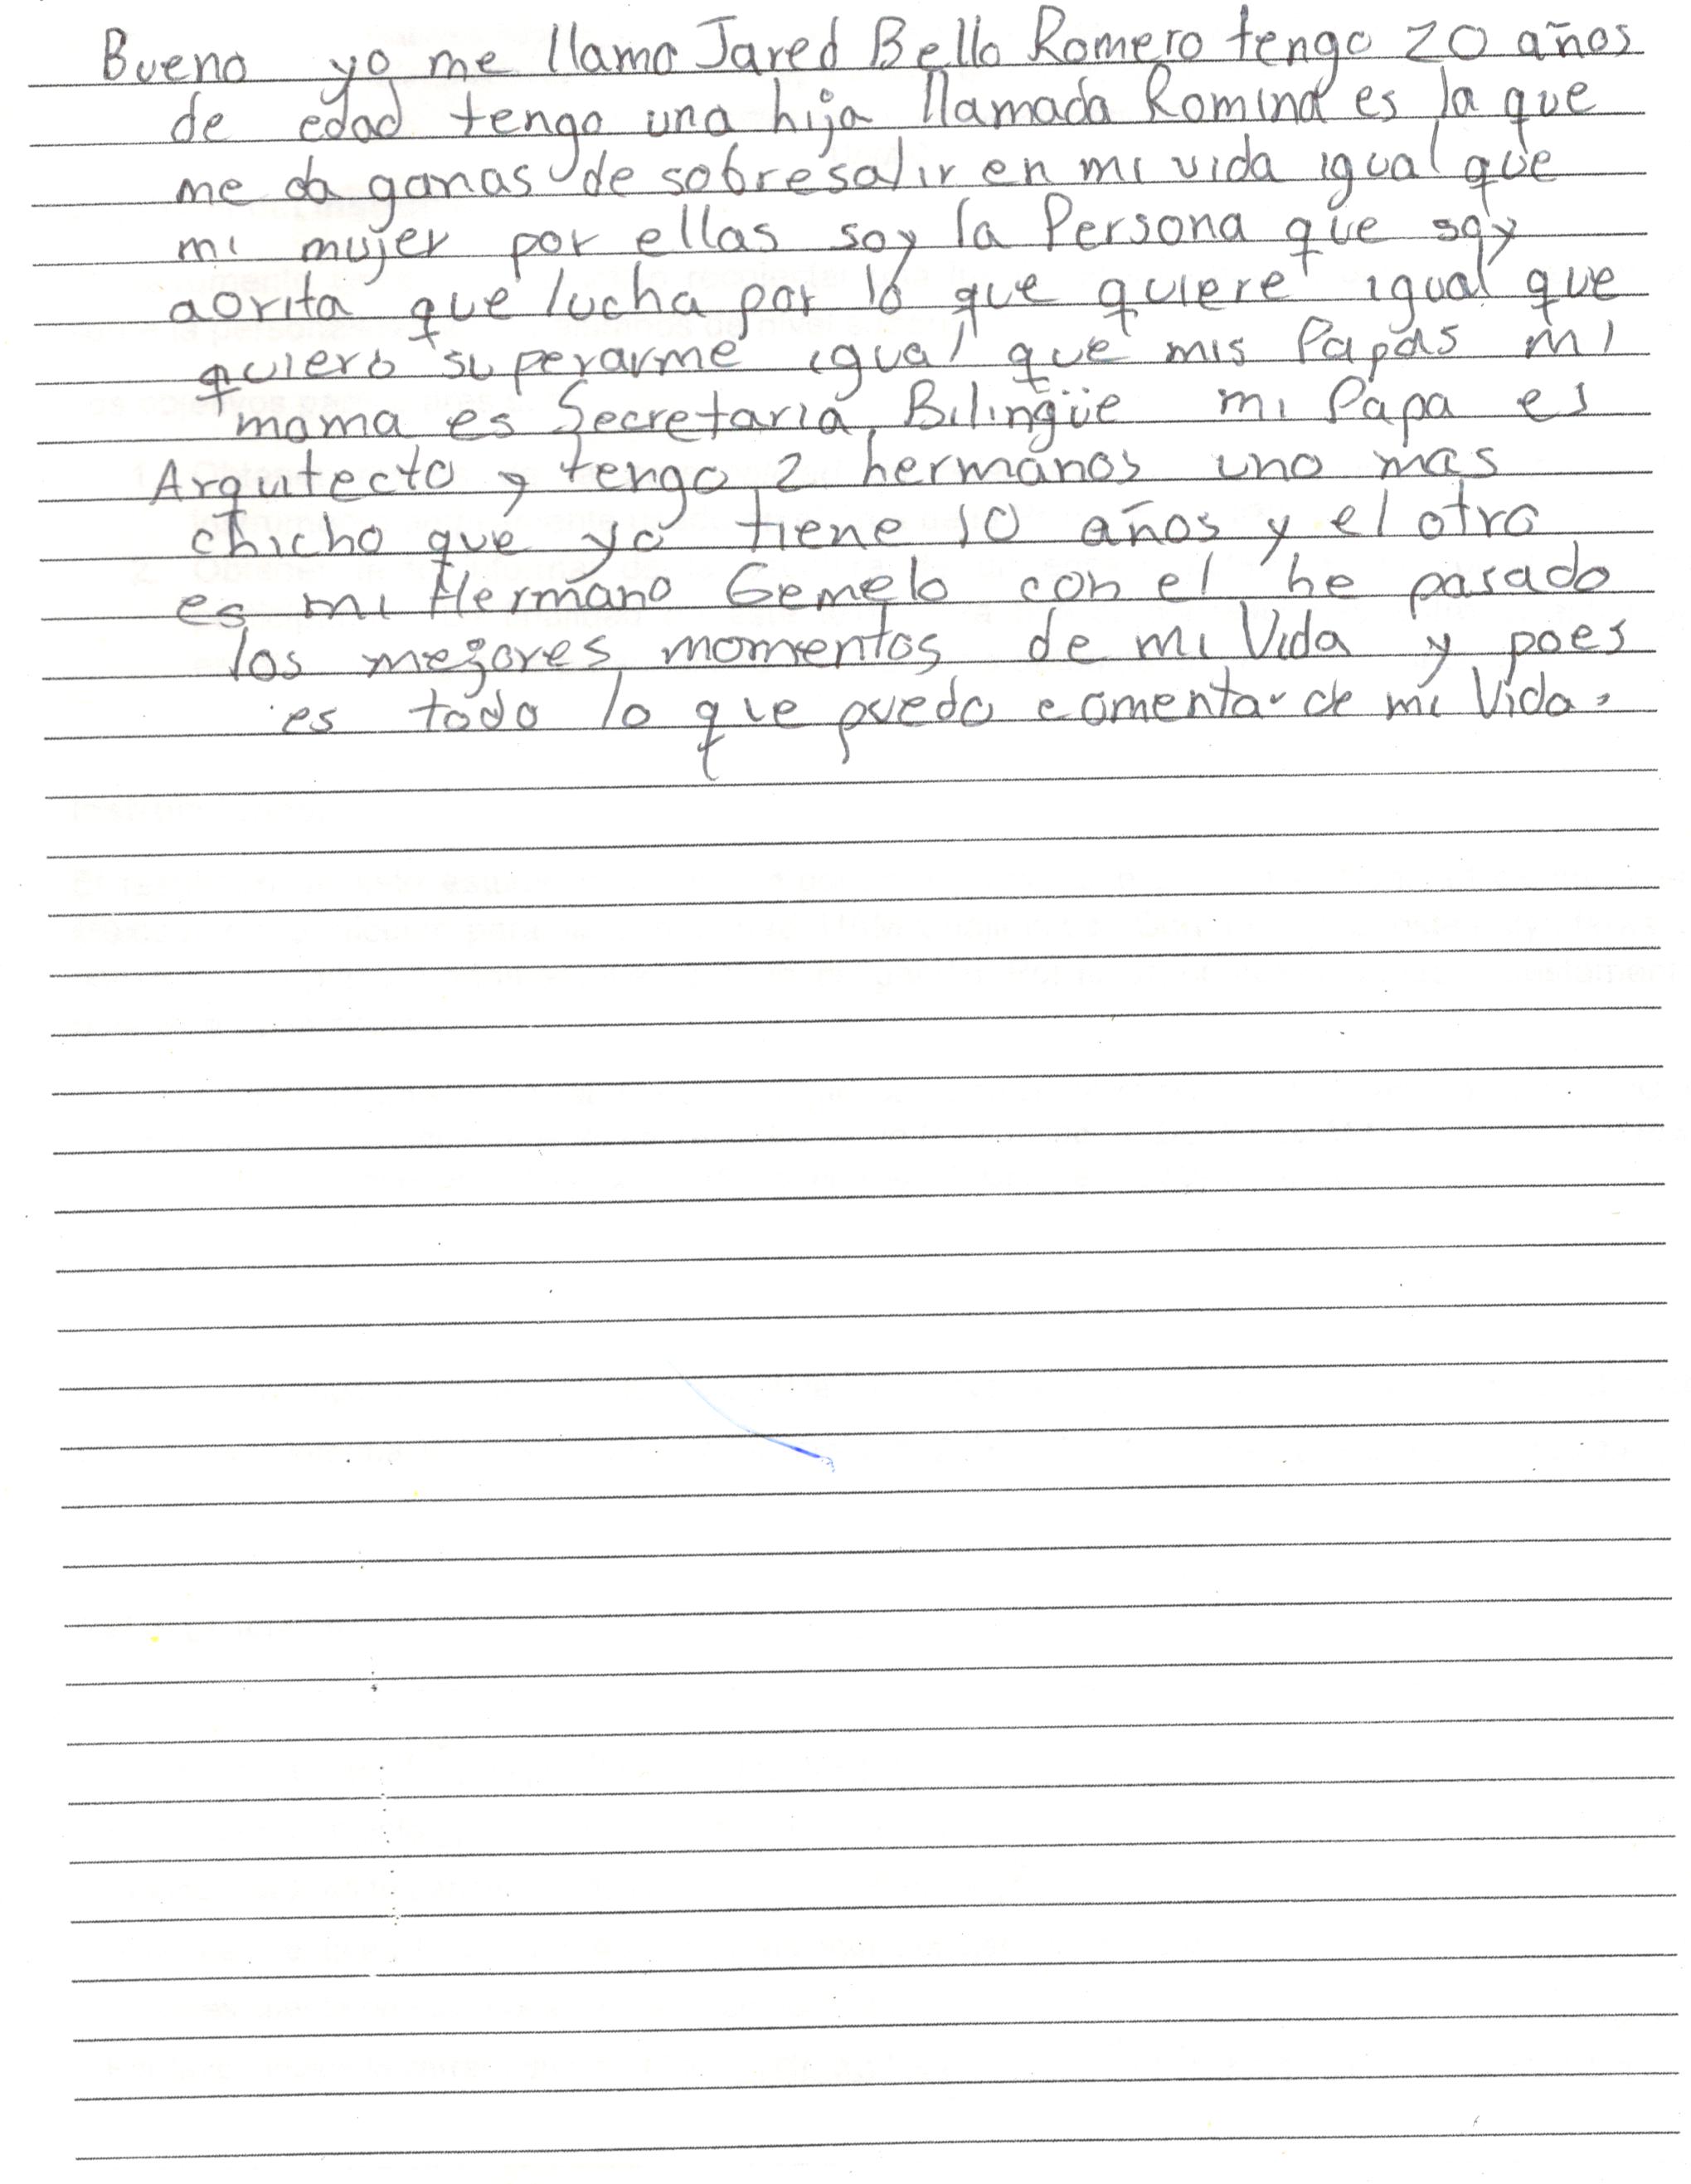 Bueno yo me llamo Jared Bello Romero tengo 20 años
de edad tengo una hija llamada Romina es la que
me da ganas de sobresalir en mi vida igual que
mi mujer por ellas soy la Persona que soy
aorita que lucha por lo que quiere igual que
quiero superarme igual que mis Papas mi
mama es Secretaria Bilingüe mi Papa es
Arqutecto y tengo 2 hermanos uno mas
chicho que yo tiene 10 años y el otro
es mi Hermano Gemelo con el he pasado
los mejores momentos de mi Vida y poes
es todo lo que puedo comentar de mi Vida.